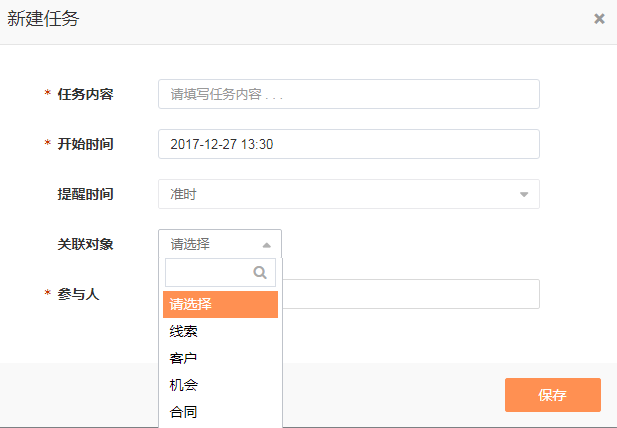 新建任务
* 任务内容 请填写任务内容 . . .
* 开始时间 2017-12-27 13:30
提醒时间 准时
关联对象 请选择
* 参与人
请选择
线索
客户
机会
合同
保存